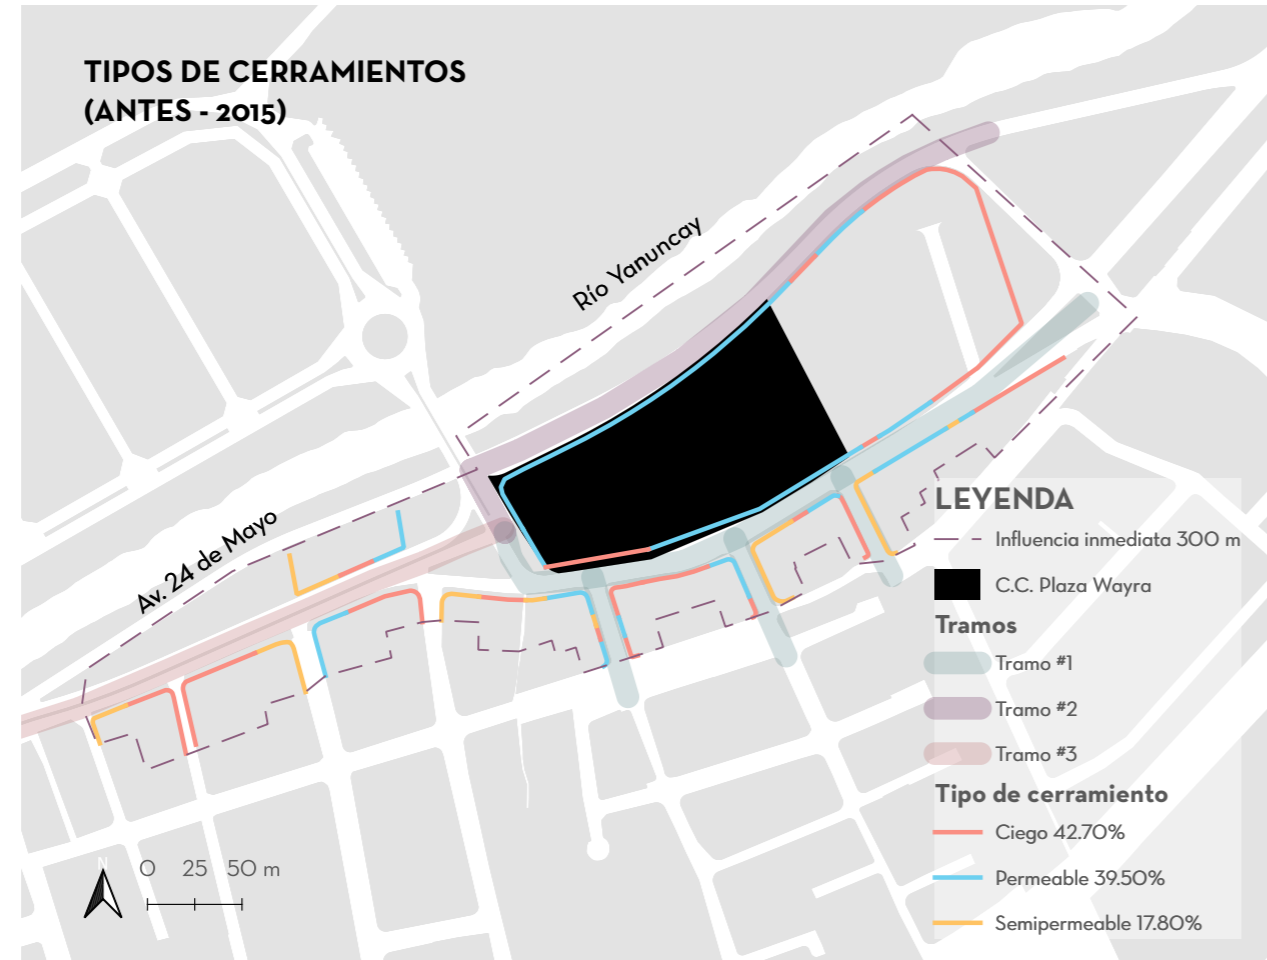 TIPOS DE CERRAMIENTOS
(ANTES - 2015)
Río Yanuncay
Av. 24 de Mayo
LEYENDA
Influencia inmediata 300 m
C.C. Plaza Wayra
Tramos
Tramo #1
Tramo #2
Tramo #3
Tipo de cerramiento
Ciego 42.70%
Permeable 39.50%
Semipermeable 17.80%
N
0 25 50 m